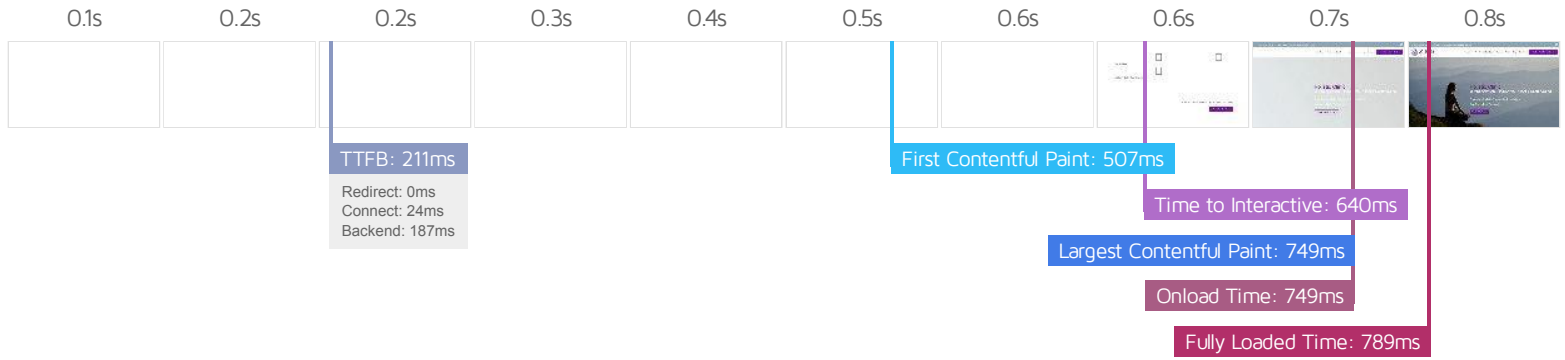 0.1s
0.2s
0.2s
0.3s
0.4s
0.5s
0.6s
0.6s
0.7s
0.8s
TTFB: 211ms
Redirect: 0ms
Connect: 24ms
Backend: 187ms
First Contentful Paint: 507ms
Time to Interactive: 640ms
Largest Contentful Paint: 749ms
Onload Time: 749ms
Fully Loaded Time: 789ms